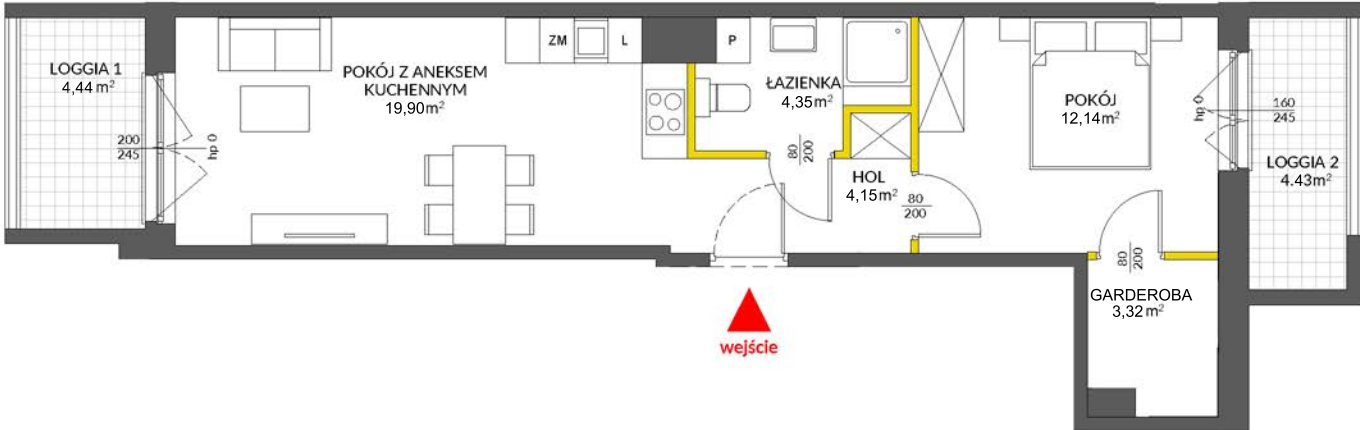 LOGGIA 1
4,44 m²
200
245
hp 0
POKÓJ Z ANEKSEM
KUCHENNYM
19,90m²
ZM
L
P
ŁAZIENKA
4,35m²
80
200
HOL
4,15m²
80
200
POKÓJ
12,14m²
hp 0
160
245
LOGGIA 2
4.43m²
80
200
GARDEROBA
3,32m²
wejście